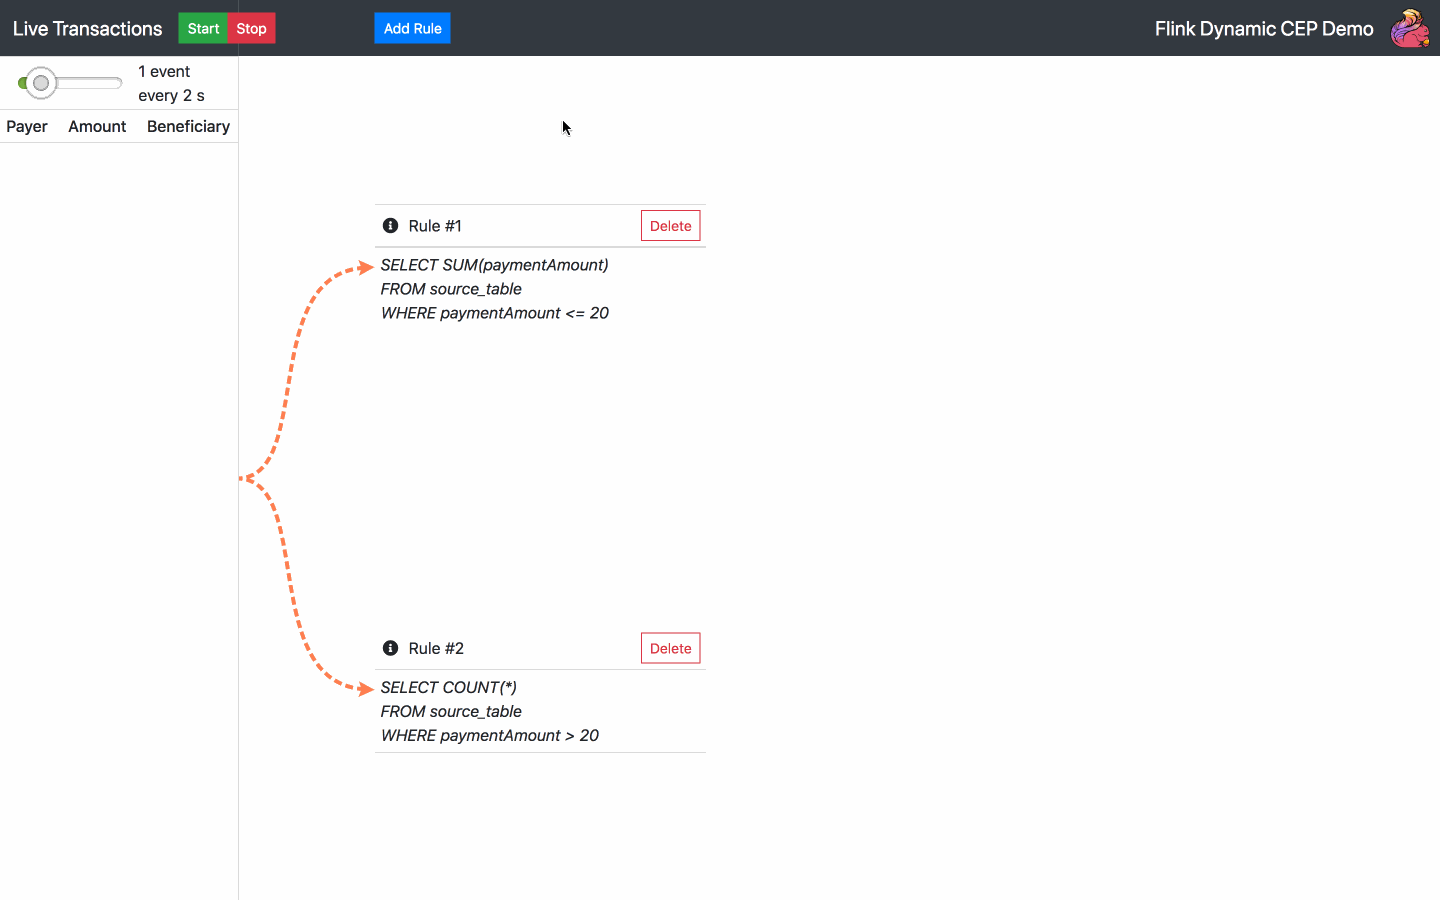 Live Transactions
Start
Stop
Add Rule
Flink Dynamic CEP Demo
1 event
every 2 s
Payer Amount Beneficiary
Rule #1
Delete
SELECT SUM(paymentAmount)
FROM source_table
WHERE paymentAmount <= 20
Rule #2
Delete
SELECT COUNT(*)
FROM source_table
WHERE paymentAmount > 20